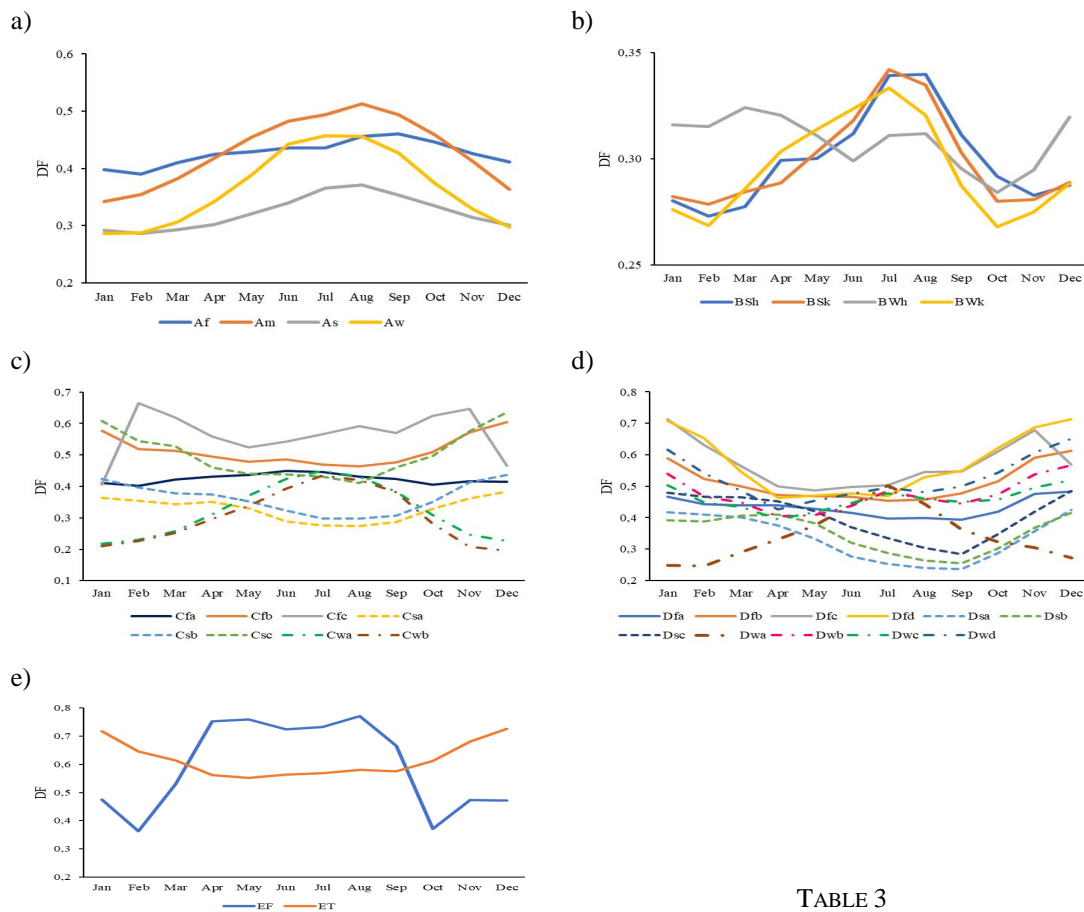 a)
0,6
0,5
0,4
0,3
0,2
DF
Jan Feb Mar Apr May Jun Jul Aug Sep Oct Nov Dec
Af Am As Aw
b)
0,35
0,30
0,25
DF
Jan Feb Mar Apr May Jun Jul Aug Sep Oct Nov Dec
BSh BSk BWh BWk
c)
0,7
0,6
0,5
0,4
0,3
0,2
0,1
DF
Jan Feb Mar Apr May Jun Jul Aug Sep Oct Nov Dec
Cfa Cfb Cfc Csa
Csb Csc Cwa Cwb
d)
0,8
0,7
0,6
0,5
0,4
0,3
0,2
DF
Jan Feb Mar Apr May Jun Jul Aug Sep Oct Nov Dec
Dfa Dfb Dfc Dfd Dsa Dsb
Dsc Dwa Dwb Dwc Dwd
e)
0,8
0,7
0,6
0,5
0,4
0,3
0,2
DF
Jan Feb Mar Apr May Jun Jul Aug Sep Oct Nov Dec
EF ET
TABLE 3